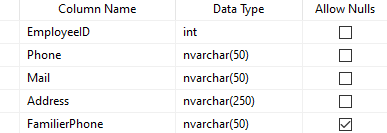 Column Name Data Type Allow Nulls
EmployeeID int
Phone nvarchar(50)
Mail nvarchar(50)
Address nvarchar(250)
FamilierPhone nvarchar(50)